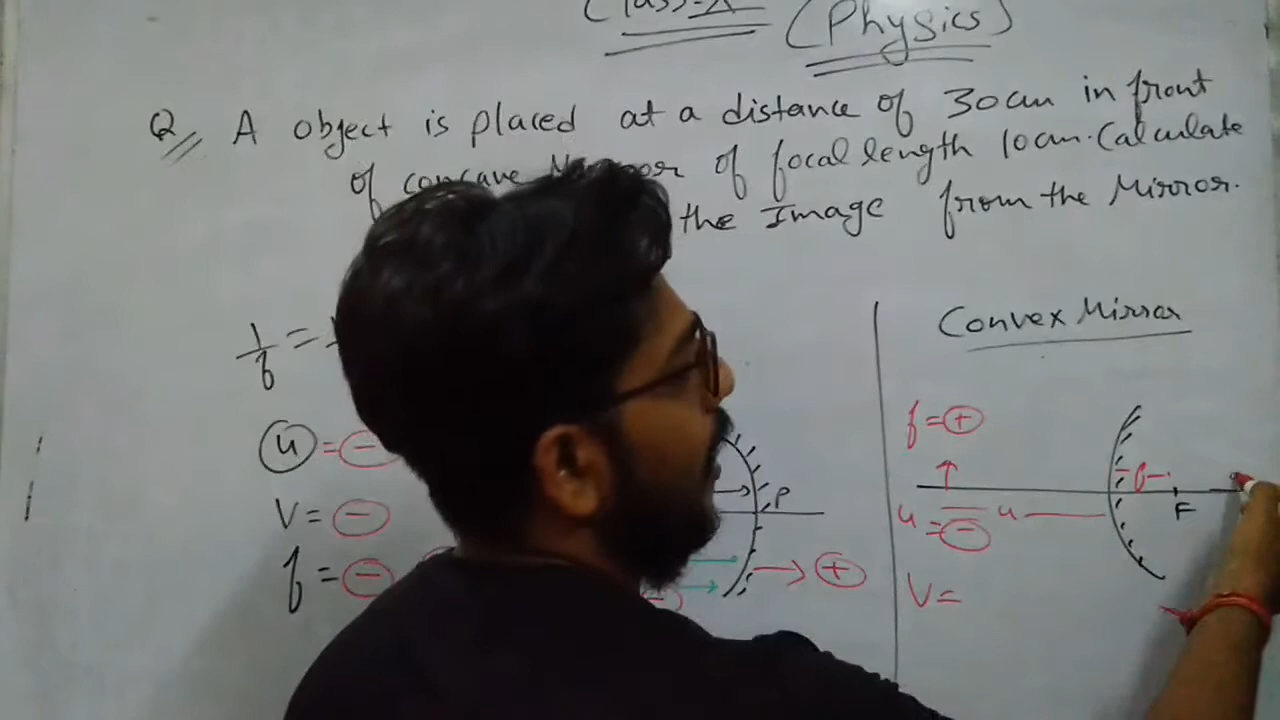 Class-X (Physics)
Q A object is placed at a distance of 30cm in front
of concave Mirror of focal length 10cm. Calculate
the Image from the Mirror.
1/f =
u = -
V = -
f = -
P
+
Convex Mirror
f = +
u = -
u
V =
f
F